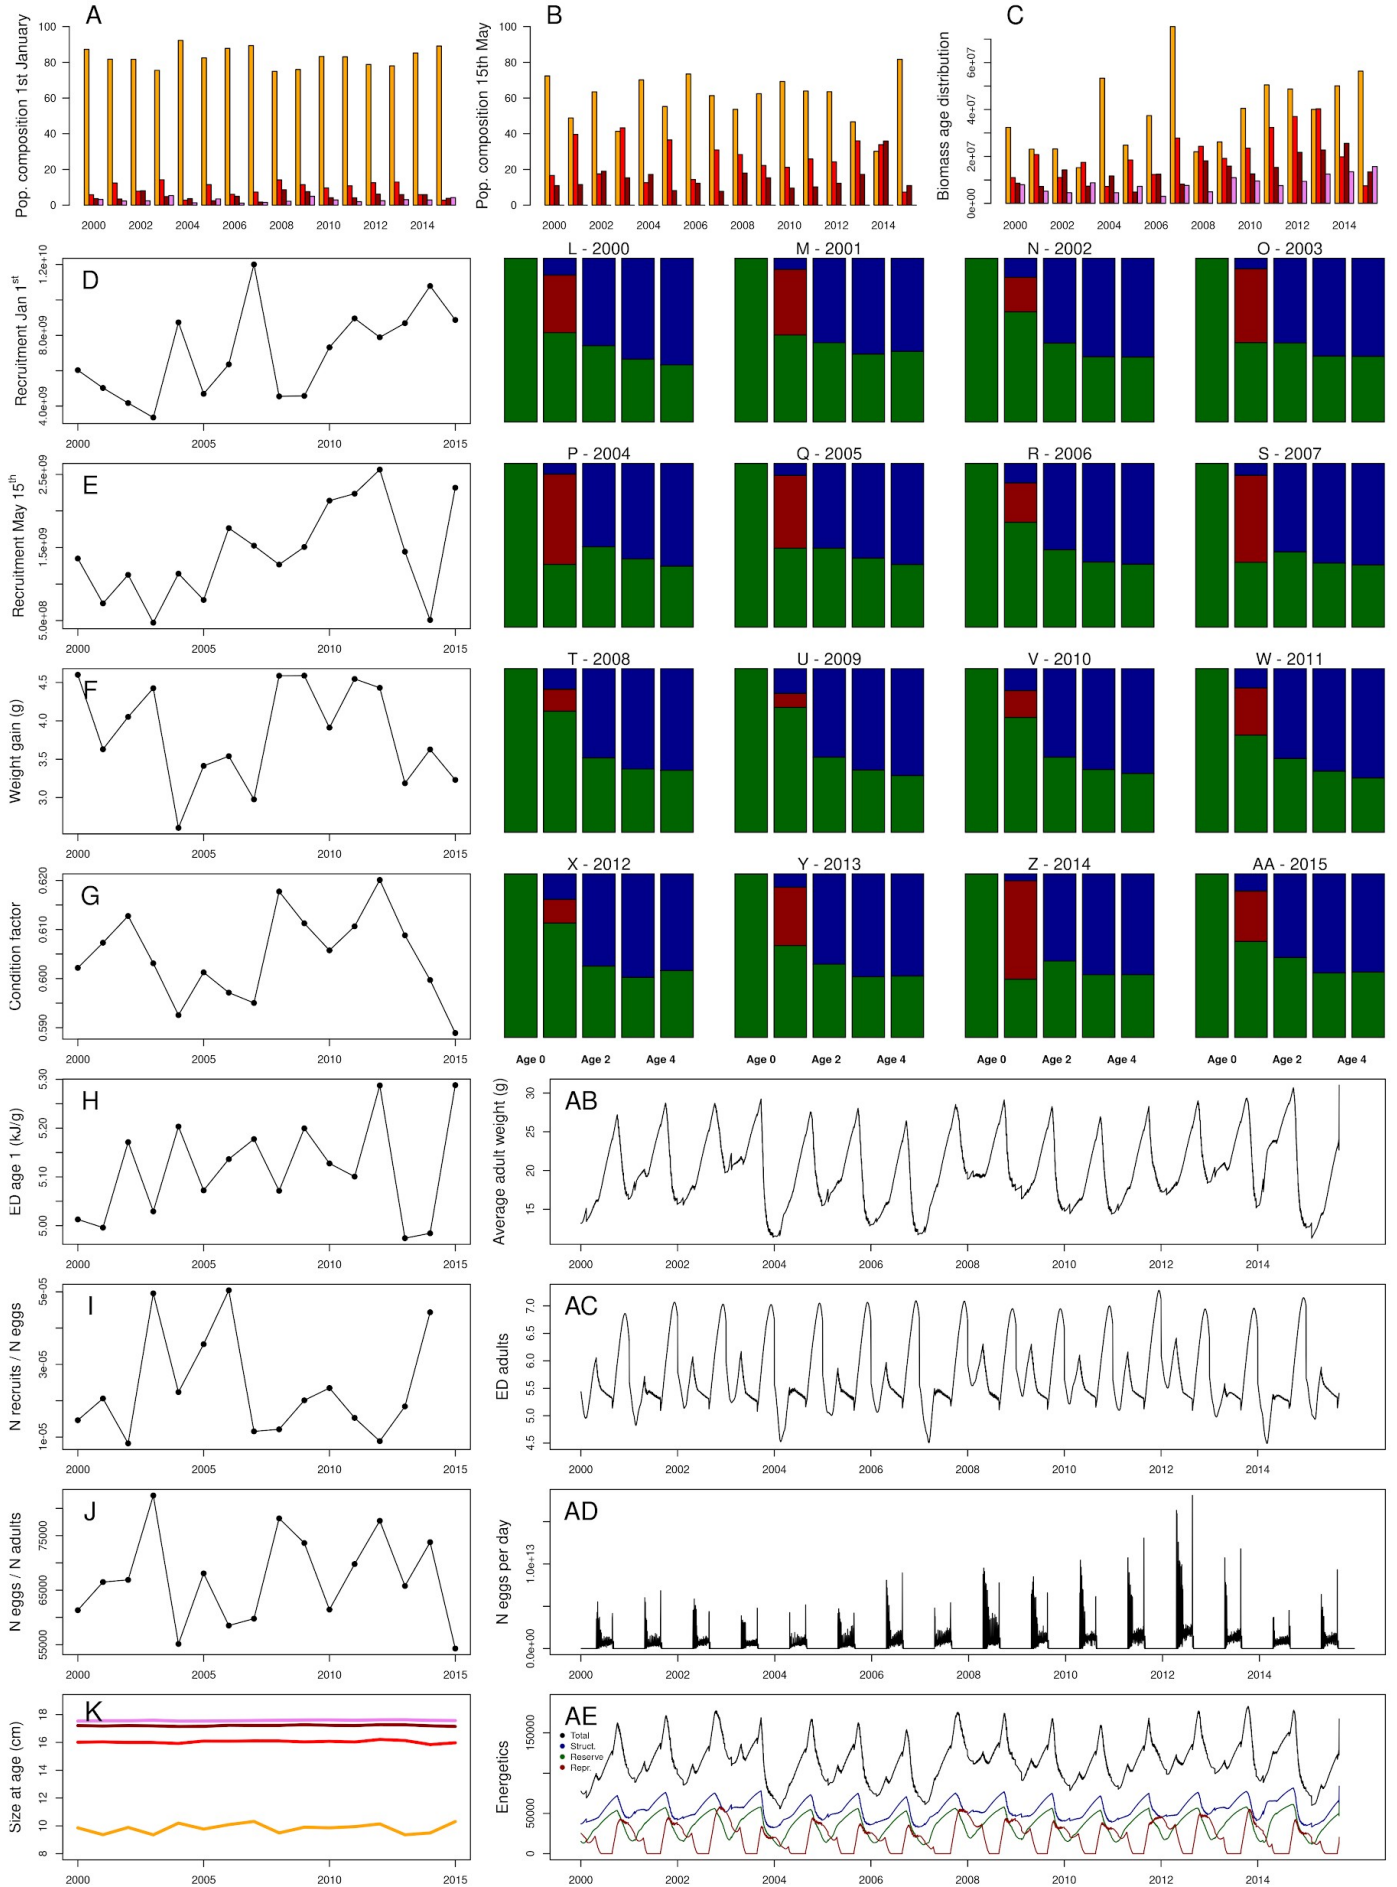 A
Pop. composition 1st January
100
80
60
40
20
0
2000 2002 2004 2006 2008 2010 2012 2014
B
Pop. composition 15th May
100
80
60
40
20
0
2000 2002 2004 2006 2008 2010 2012 2014
C
Biomass age distribution
6e+07
4e+07
2e+07
0e+00
2000 2002 2004 2006 2008 2010 2012 2014
D
Recruitment Jan 1st
1.2e+10
8.0e+09
4.0e+09
2000 2005 2010 2015
L - 2000
M - 2001
N - 2002
O - 2003
E
Recruitment May 15th
2.5e+09
1.5e+09
5.0e+08
2000 2005 2010 2015
P - 2004
Q - 2005
R - 2006
S - 2007
F
Weight gain (g)
4.5
4.0
3.5
3.0
2000 2005 2010 2015
T - 2008
U - 2009
V - 2010
W - 2011
G
Condition factor
0.620
0.610
0.600
0.590
2000 2005 2010 2015
X - 2012
Y - 2013
Z - 2014
AA - 2015
Age 0 Age 2 Age 4
Age 0 Age 2 Age 4
Age 0 Age 2 Age 4
Age 0 Age 2 Age 4
H
ED age 1 (kJ/g)
5.30
5.20
5.10
5.00
2000 2005 2010 2015
AB
Average adult weight (g)
30
25
20
15
2000 2002 2004 2006 2008 2010 2012 2014
I
N recruits / N eggs
5e-05
3e-05
1e-05
2000 2005 2010 2015
AC
ED adults
7.0
6.5
6.0
5.5
5.0
4.5
2000 2002 2004 2006 2008 2010 2012 2014
J
N eggs / N adults
75000
65000
55000
2000 2005 2010 2015
AD
N eggs per day
1.0e+13
0.0e+00
2000 2002 2004 2006 2008 2010 2012 2014
K
Size at age (cm)
18
16
14
12
10
8
2000 2005 2010 2015
AE
Energetics
Total
Struct.
Reserve
Repr.
150000
50000
0
2000 2002 2004 2006 2008 2010 2012 2014